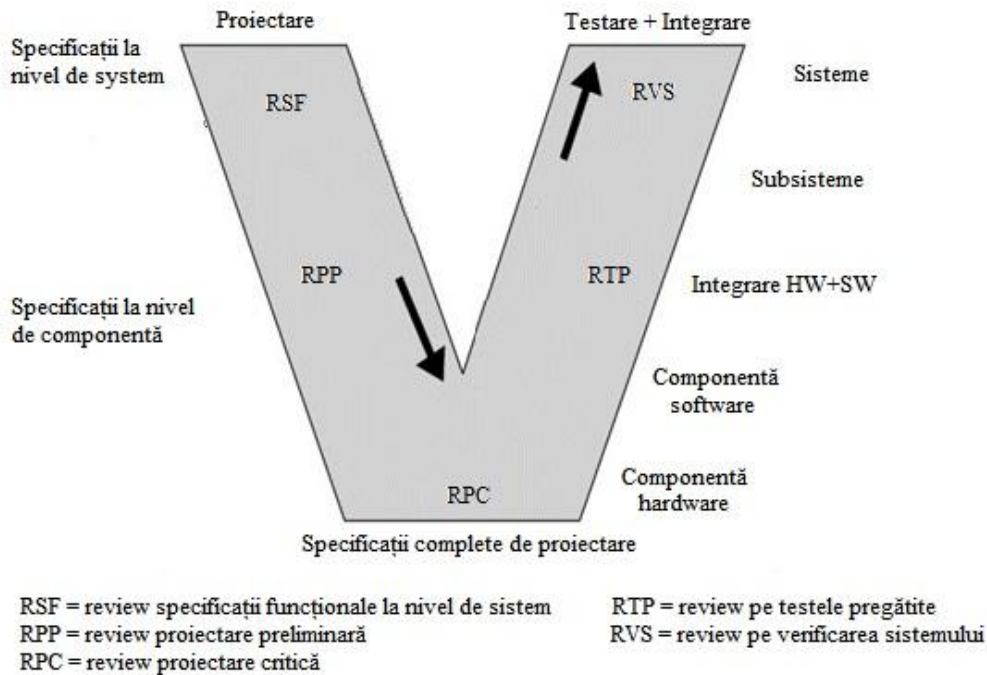 Proiectare
Testare + Integrare
Specificații la
nivel de system
RSF
RVS
Sisteme
Subsisteme
RPP
RTP
Integrare HW+SW
Specificații la nivel
de componentă
Componentă
software
RPC
Componentă
hardware
Specificații complete de proiectare
RSF = review specificații funcționale la nivel de sistem
RPP = review proiectare preliminară
RPC = review proiectare critică
RTP = review pe testele pregătite
RVS = review pe verificarea sistemului